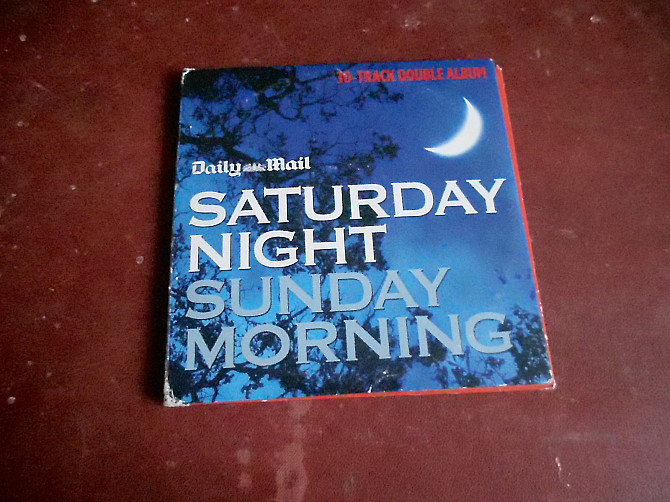 30-TRACK DOUBLE ALBUM
Daily Mail
SATURDAY
NIGHT
SUNDAY
MORNING